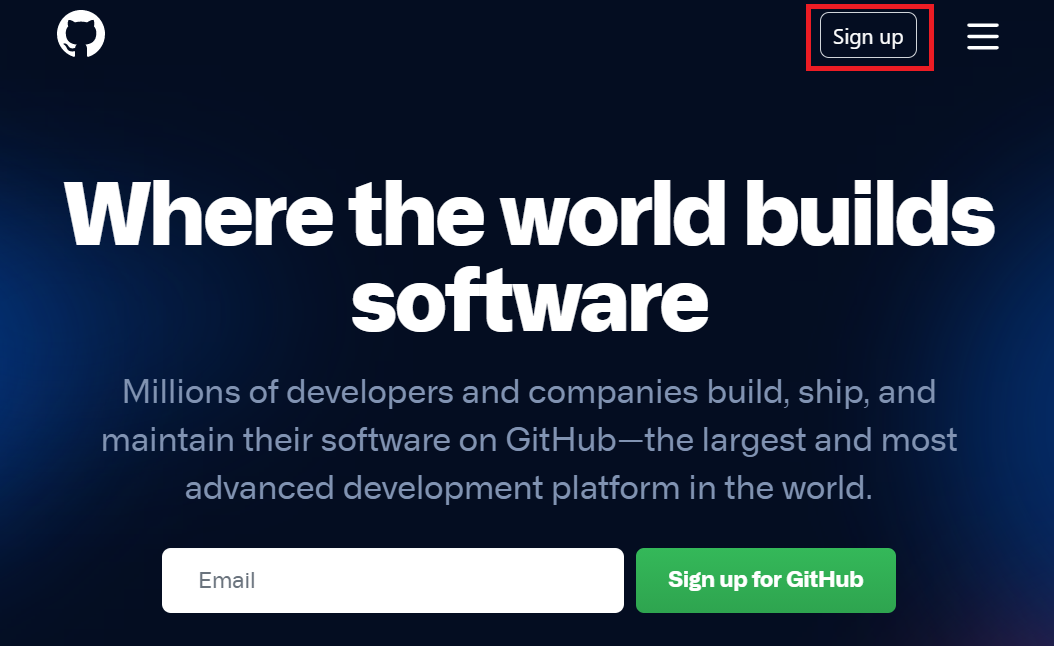 Sign up
Where the world builds
software
Millions of developers and companies build, ship, and
maintain their software on GitHub—the largest and most
advanced development platform in the world.
Email
Sign up for GitHub